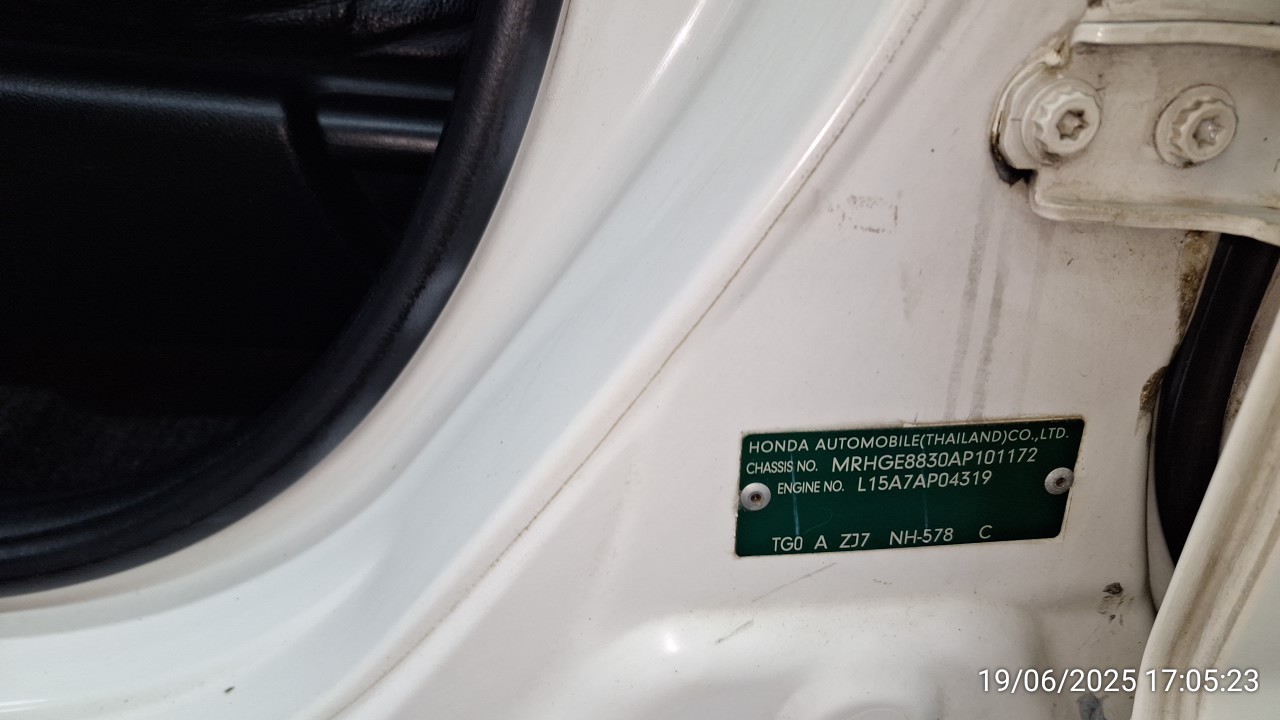 HONDA AUTOMOBILE(THAILAND)CO.,LTD.
CHASSIS NO. MRHGE8830AP101172
ENGINE NO. L15A7AP04319
TG0 A ZJ7 NH-578 C
19/06/2025 17:05:23